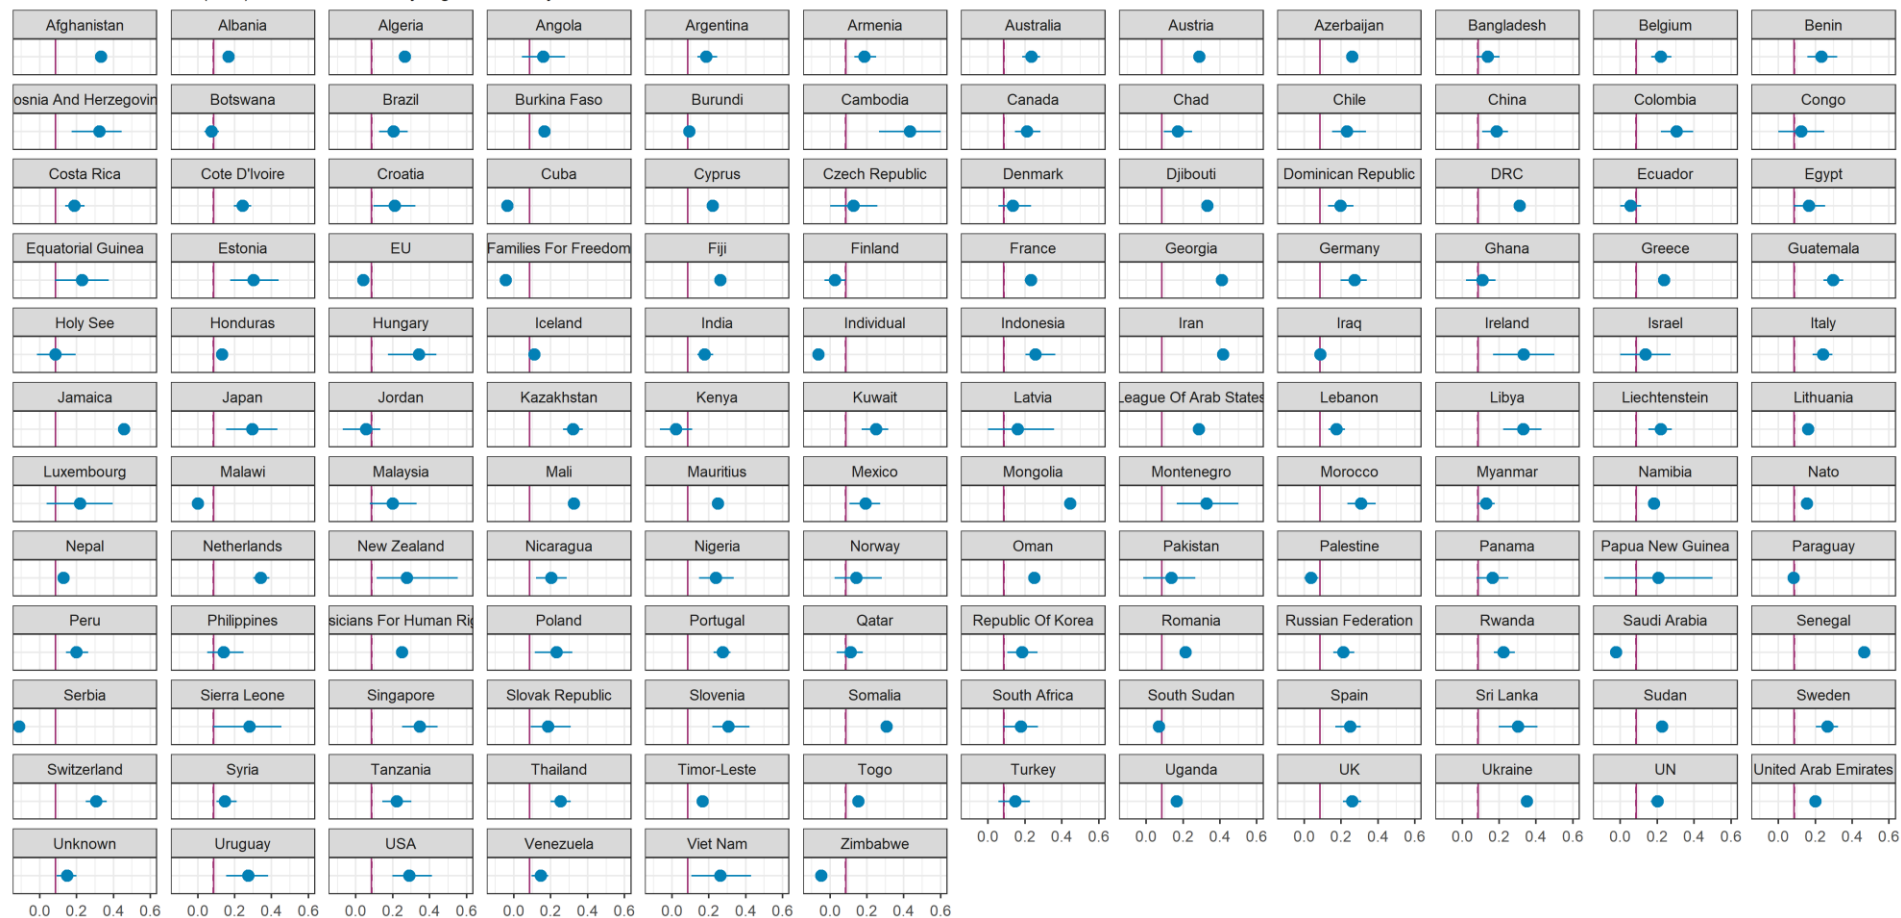 Afghanistan Albania Algeria Angola Argentina Armenia Australia Austria Azerbaijan Bangladesh Belgium Benin
osnia And Herzegovin Botswana Brazil Burkina Faso Burundi Cambodia Canada Chad Chile China Colombia Congo
Costa Rica Cote D'Ivoire Croatia Cuba Cyprus Czech Republic Denmark Djibouti Dominican Republic DRC Ecuador Egypt
Equatorial Guinea Estonia EU Families For Freedom Fiji Finland France Georgia Germany Ghana Greece Guatemala
Holy See Honduras Hungary Iceland India Individual Indonesia Iran Iraq Ireland Israel Italy
Jamaica Japan Jordan Kazakhstan Kenya Kuwait Latvia League Of Arab States Lebanon Libya Liechtenstein Lithuania
Luxembourg Malawi Malaysia Mali Mauritius Mexico Mongolia Montenegro Morocco Myanmar Namibia Nato
Nepal Netherlands New Zealand Nicaragua Nigeria Norway Oman Pakistan Palestine Panama Papua New Guinea Paraguay
Peru Philippines sicians For Human Rig Poland Portugal Qatar Republic Of Korea Romania Russian Federation Rwanda Saudi Arabia Senegal
Serbia Sierra Leone Singapore Slovak Republic Slovenia Somalia South Africa South Sudan Spain Sri Lanka Sudan Sweden
Switzerland Syria Tanzania Thailand Timor-Leste Togo Turkey Uganda UK Ukraine UN United Arab Emirates
0.0 0.2 0.4 0.6 0.0 0.2 0.4 0.6 0.0 0.2 0.4 0.6 0.0 0.2 0.4 0.6 0.0 0.2 0.4 0.6 0.0 0.2 0.4 0.6
Unknown Uruguay USA Venezuela Viet Nam Zimbabwe
0.0 0.2 0.4 0.6 0.0 0.2 0.4 0.6 0.0 0.2 0.4 0.6 0.0 0.2 0.4 0.6 0.0 0.2 0.4 0.6 0.0 0.2 0.4 0.6